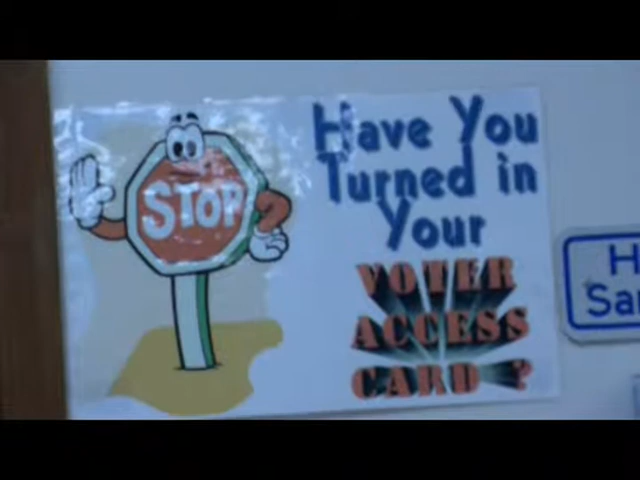 STOP
Have You
Turned in
Your
VOTER
ACCESS
CARD ?